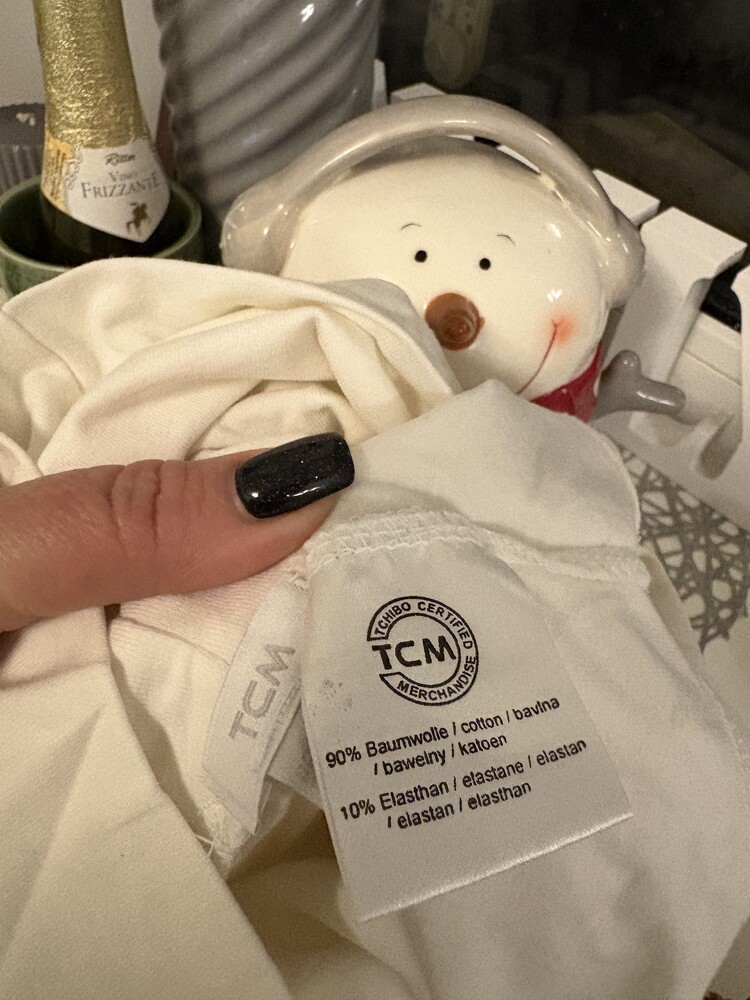 Ritter
VINO
FRIZZANTE
TCM
TCHIBO CERTIFIED
TCM
MERCHANDISE
90% Baumwolle / cotton / bavlna
/ bawełny / katoen
10% Elasthan / elastane / elastan
/ elastan / elasthan